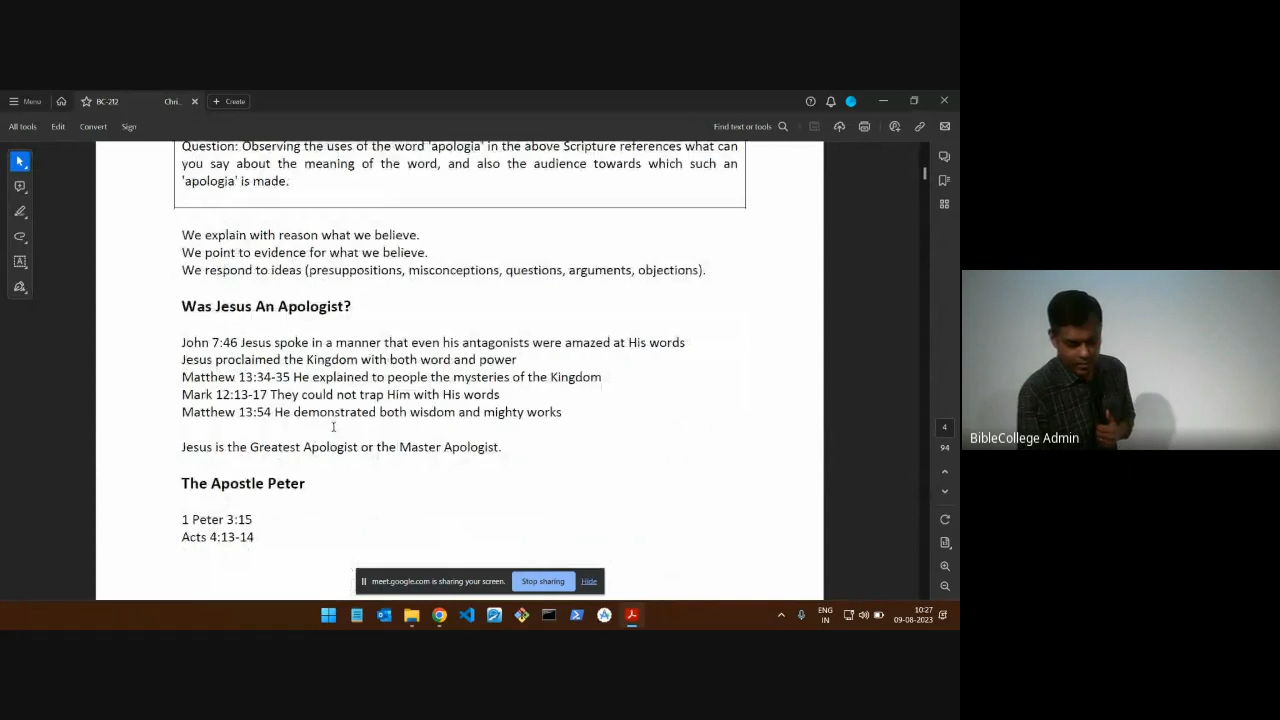 Menu
BC-212
Chri...
Create
All tools
Edit
Convert
Sign
Find text or tools
Question: Observing the uses of the word 'apologia' in the above Scripture references what can
you say about the meaning of the word, and also the audience towards which such an
'apologia' is made.
We explain with reason what we believe.
We point to evidence for what we believe.
We respond to ideas (presuppositions, misconceptions, questions, arguments, objections).
Was Jesus An Apologist?
John 7:46 Jesus spoke in a manner that even his antagonists were amazed at His words
Jesus proclaimed the Kingdom with both word and power
Matthew 13:34-35 He explained to people the mysteries of the Kingdom
Mark 12:13-17 They could not trap Him with His words
Matthew 13:54 He demonstrated both wisdom and mighty works
Jesus is the Greatest Apologist or the Master Apologist.
The Apostle Peter
1 Peter 3:15
Acts 4:13-14
4
94
BibleCollege Admin
meet.google.com is sharing your screen.
Stop sharing
Hide
ENG
IN
10:27
09-08-2023